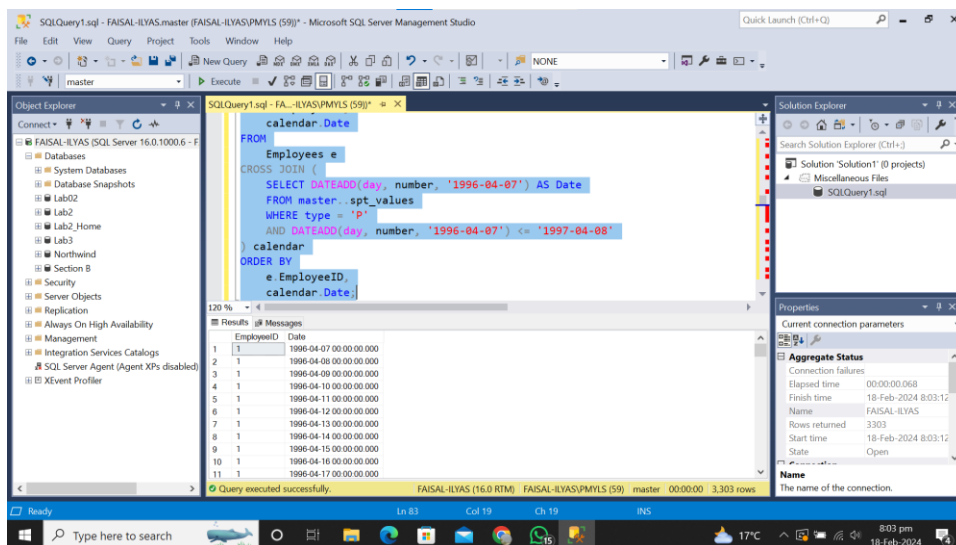 SQLQuery1.sql - FAISAL-ILYAS.master (FAISAL-ILYAS\PMYLS (59))* - Microsoft SQL Server Management Studio
Quick Launch (Ctrl+Q)
File Edit View Query Project Tools Window Help
New Query
NONE
master
Execute
Object Explorer
Connect
FAISAL-ILYAS (SQL Server 16.0.1000.6 - F
Databases
System Databases
Database Snapshots
Lab02
Lab2
Lab2_Home
Lab3
Northwind
Section B
Security
Server Objects
Replication
Always On High Availability
Management
Integration Services Catalogs
SQL Server Agent (Agent XPs disabled)
XEvent Profiler
SQLQuery1.sql - FA...-ILYAS\PMYLS (59))*
calendar.Date
FROM
Employees e
CROSS JOIN (
SELECT DATEADD(day, number, '1996-04-07') AS Date
FROM master..spt_values
WHERE type = 'P'
AND DATEADD(day, number, '1996-04-07') <= '1997-04-08'
) calendar
ORDER BY
e.EmployeeID,
calendar.Date;
120 %
Results Messages
EmployeeID Date
1 1 1996-04-07 00:00:00.000
2 1 1996-04-08 00:00:00.000
3 1 1996-04-09 00:00:00.000
4 1 1996-04-10 00:00:00.000
5 1 1996-04-11 00:00:00.000
6 1 1996-04-12 00:00:00.000
7 1 1996-04-13 00:00:00.000
8 1 1996-04-14 00:00:00.000
9 1 1996-04-15 00:00:00.000
10 1 1996-04-16 00:00:00.000
11 1 1996-04-17 00:00:00.000
Query executed successfully.
FAISAL-ILYAS (16.0 RTM) FAISAL-ILYAS\PMYLS (59) master 00:00:00 3,303 rows
Solution Explorer
Search Solution Explorer (Ctrl+;)
Solution 'Solution1' (0 projects)
Miscellaneous Files
SQLQuery1.sql
Properties
Current connection parameters
Aggregate Status
Connection failures
Elapsed time 00:00:00.068
Finish time 18-Feb-2024 8:03:12
Name FAISAL-ILYAS
Rows returned 3303
Start time 18-Feb-2024 8:03:12
State Open
Name
The name of the connection.
Ready
Ln 83 Col 19 Ch 19 INS
Type here to search
15
17°C
8:03 pm
18-Feb-2024
4